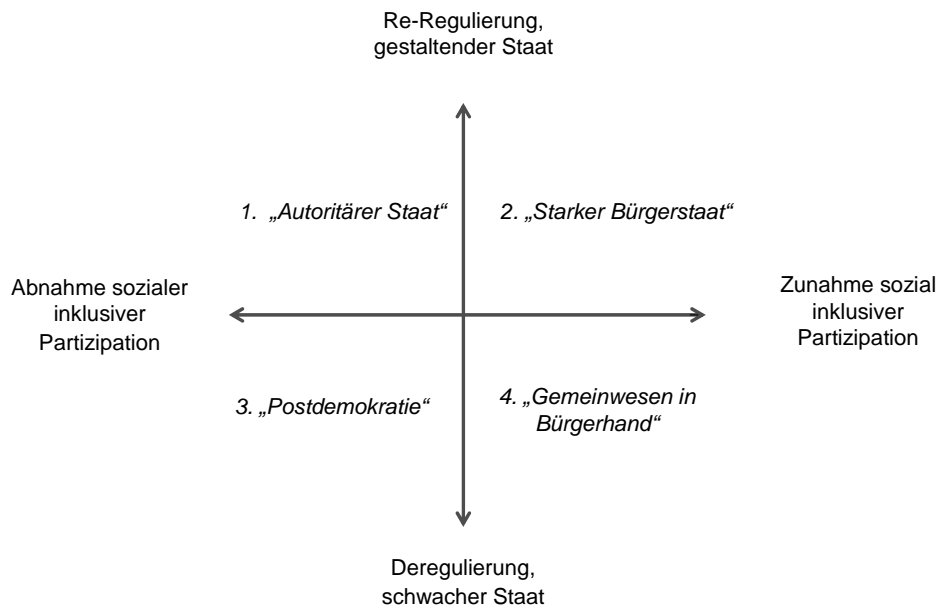 Re-Regulierung,
gestaltender Staat
1. „Autoritärer Staat“
2. „Starker Bürgerstaat“
Abnahme sozialer
inklusiver
Partizipation
Zunahme sozial
inklusiver
Partizipation
3. „Postdemokratie“
4. „Gemeinwesen in
Bürgerhand“
Deregulierung,
schwacher Staat